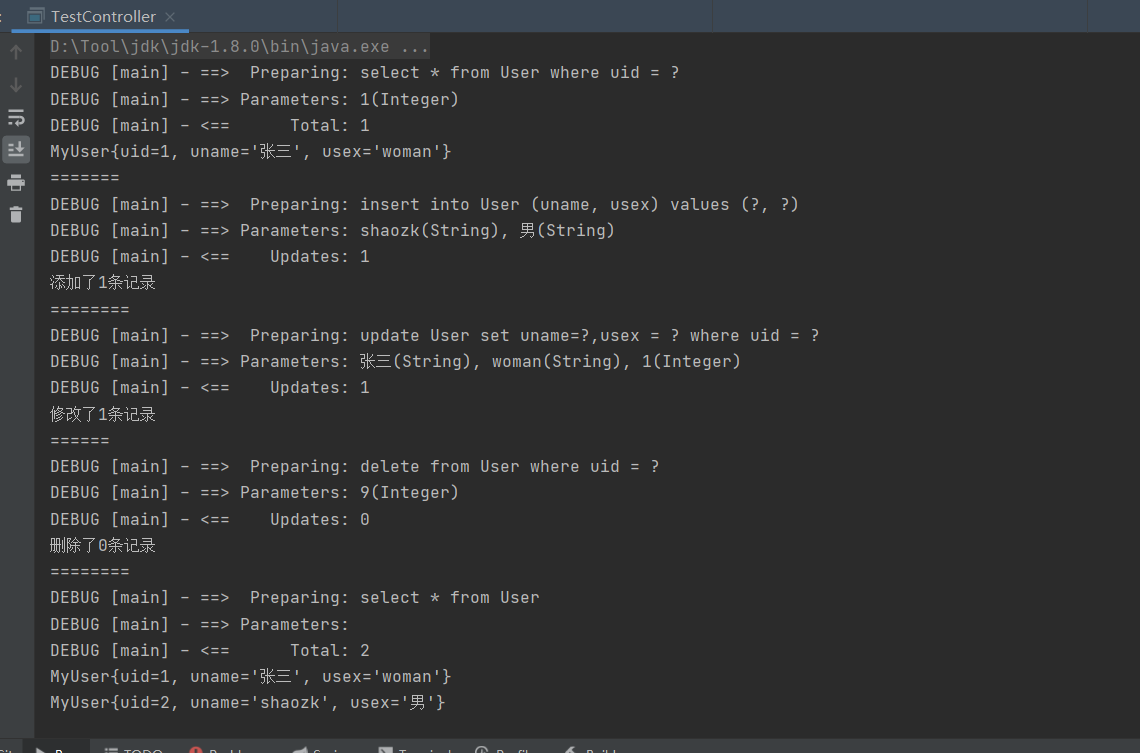 TestController
D:\Tool\jdk\jdk-1.8.0\bin\java.exe ...
DEBUG [main] - ==>  Preparing: select * from User where uid = ?
DEBUG [main] - ==> Parameters: 1(Integer)
DEBUG [main] - <==      Total: 1
MyUser{uid=1, uname='张三', usex='woman'}
=======
DEBUG [main] - ==>  Preparing: insert into User (uname, usex) values (?, ?)
DEBUG [main] - ==> Parameters: shaozk(String), 男(String)
DEBUG [main] - <==    Updates: 1
添加了1条记录
========
DEBUG [main] - ==>  Preparing: update User set uname=?,usex = ? where uid = ?
DEBUG [main] - ==> Parameters: 张三(String), woman(String), 1(Integer)
DEBUG [main] - <==    Updates: 1
修改了1条记录
======
DEBUG [main] - ==>  Preparing: delete from User where uid = ?
DEBUG [main] - ==> Parameters: 9(Integer)
DEBUG [main] - <==    Updates: 0
删除了0条记录
========
DEBUG [main] - ==>  Preparing: select * from User
DEBUG [main] - ==> Parameters:
DEBUG [main] - <==      Total: 2
MyUser{uid=1, uname='张三', usex='woman'}
MyUser{uid=2, uname='shaozk', usex='男'}
TODO